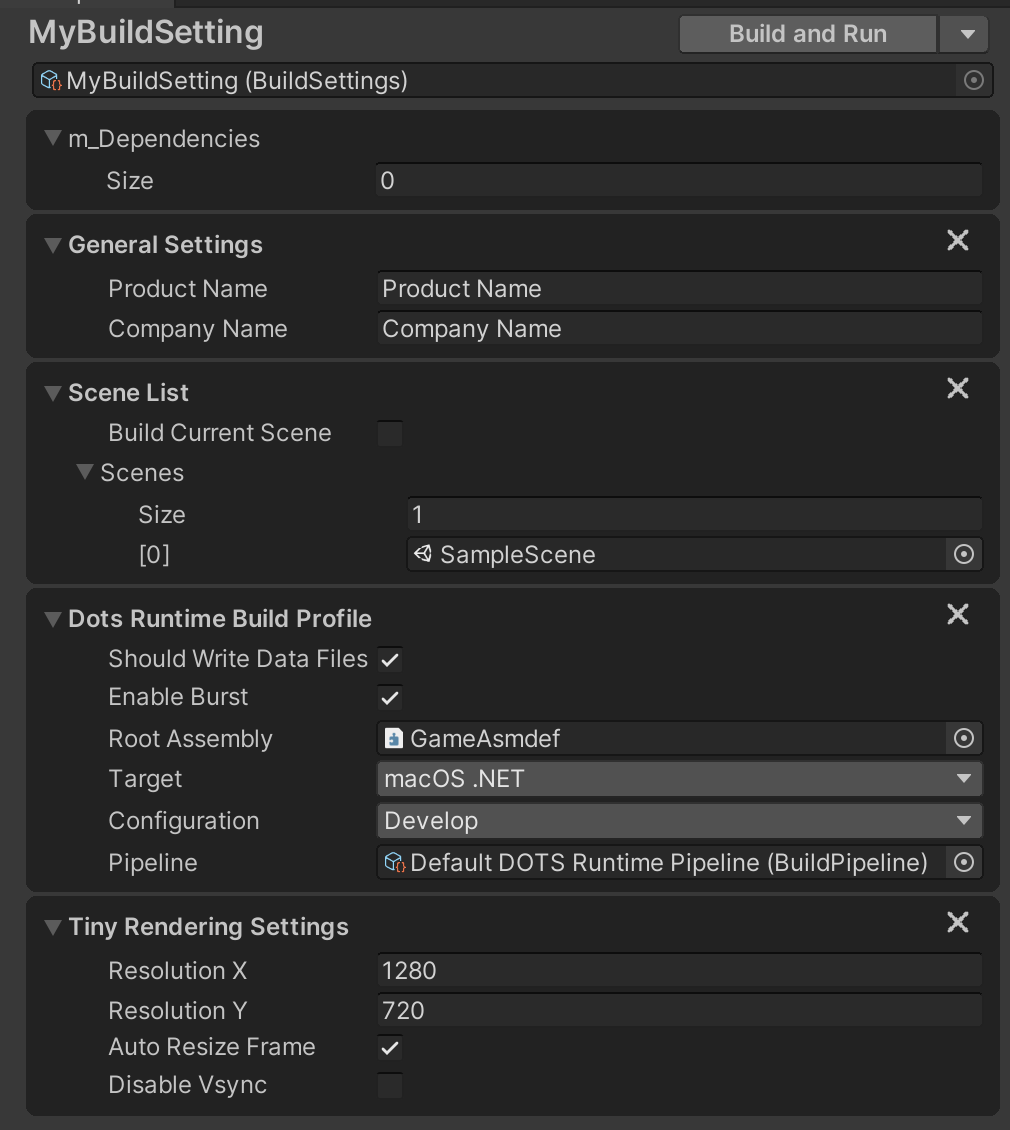 MyBuildSetting Build and Run
MyBuildSetting (BuildSettings)
m_Dependencies
Size 0
General Settings
Product Name Product Name
Company Name Company Name
Scene List
Build Current Scene
Scenes
Size 1
[0] SampleScene
Dots Runtime Build Profile
Should Write Data Files
Enable Burst
Root Assembly GameAsmdef
Target macOS .NET
Configuration Develop
Pipeline Default DOTS Runtime Pipeline (BuildPipeline)
Tiny Rendering Settings
Resolution X 1280
Resolution Y 720
Auto Resize Frame
Disable Vsync